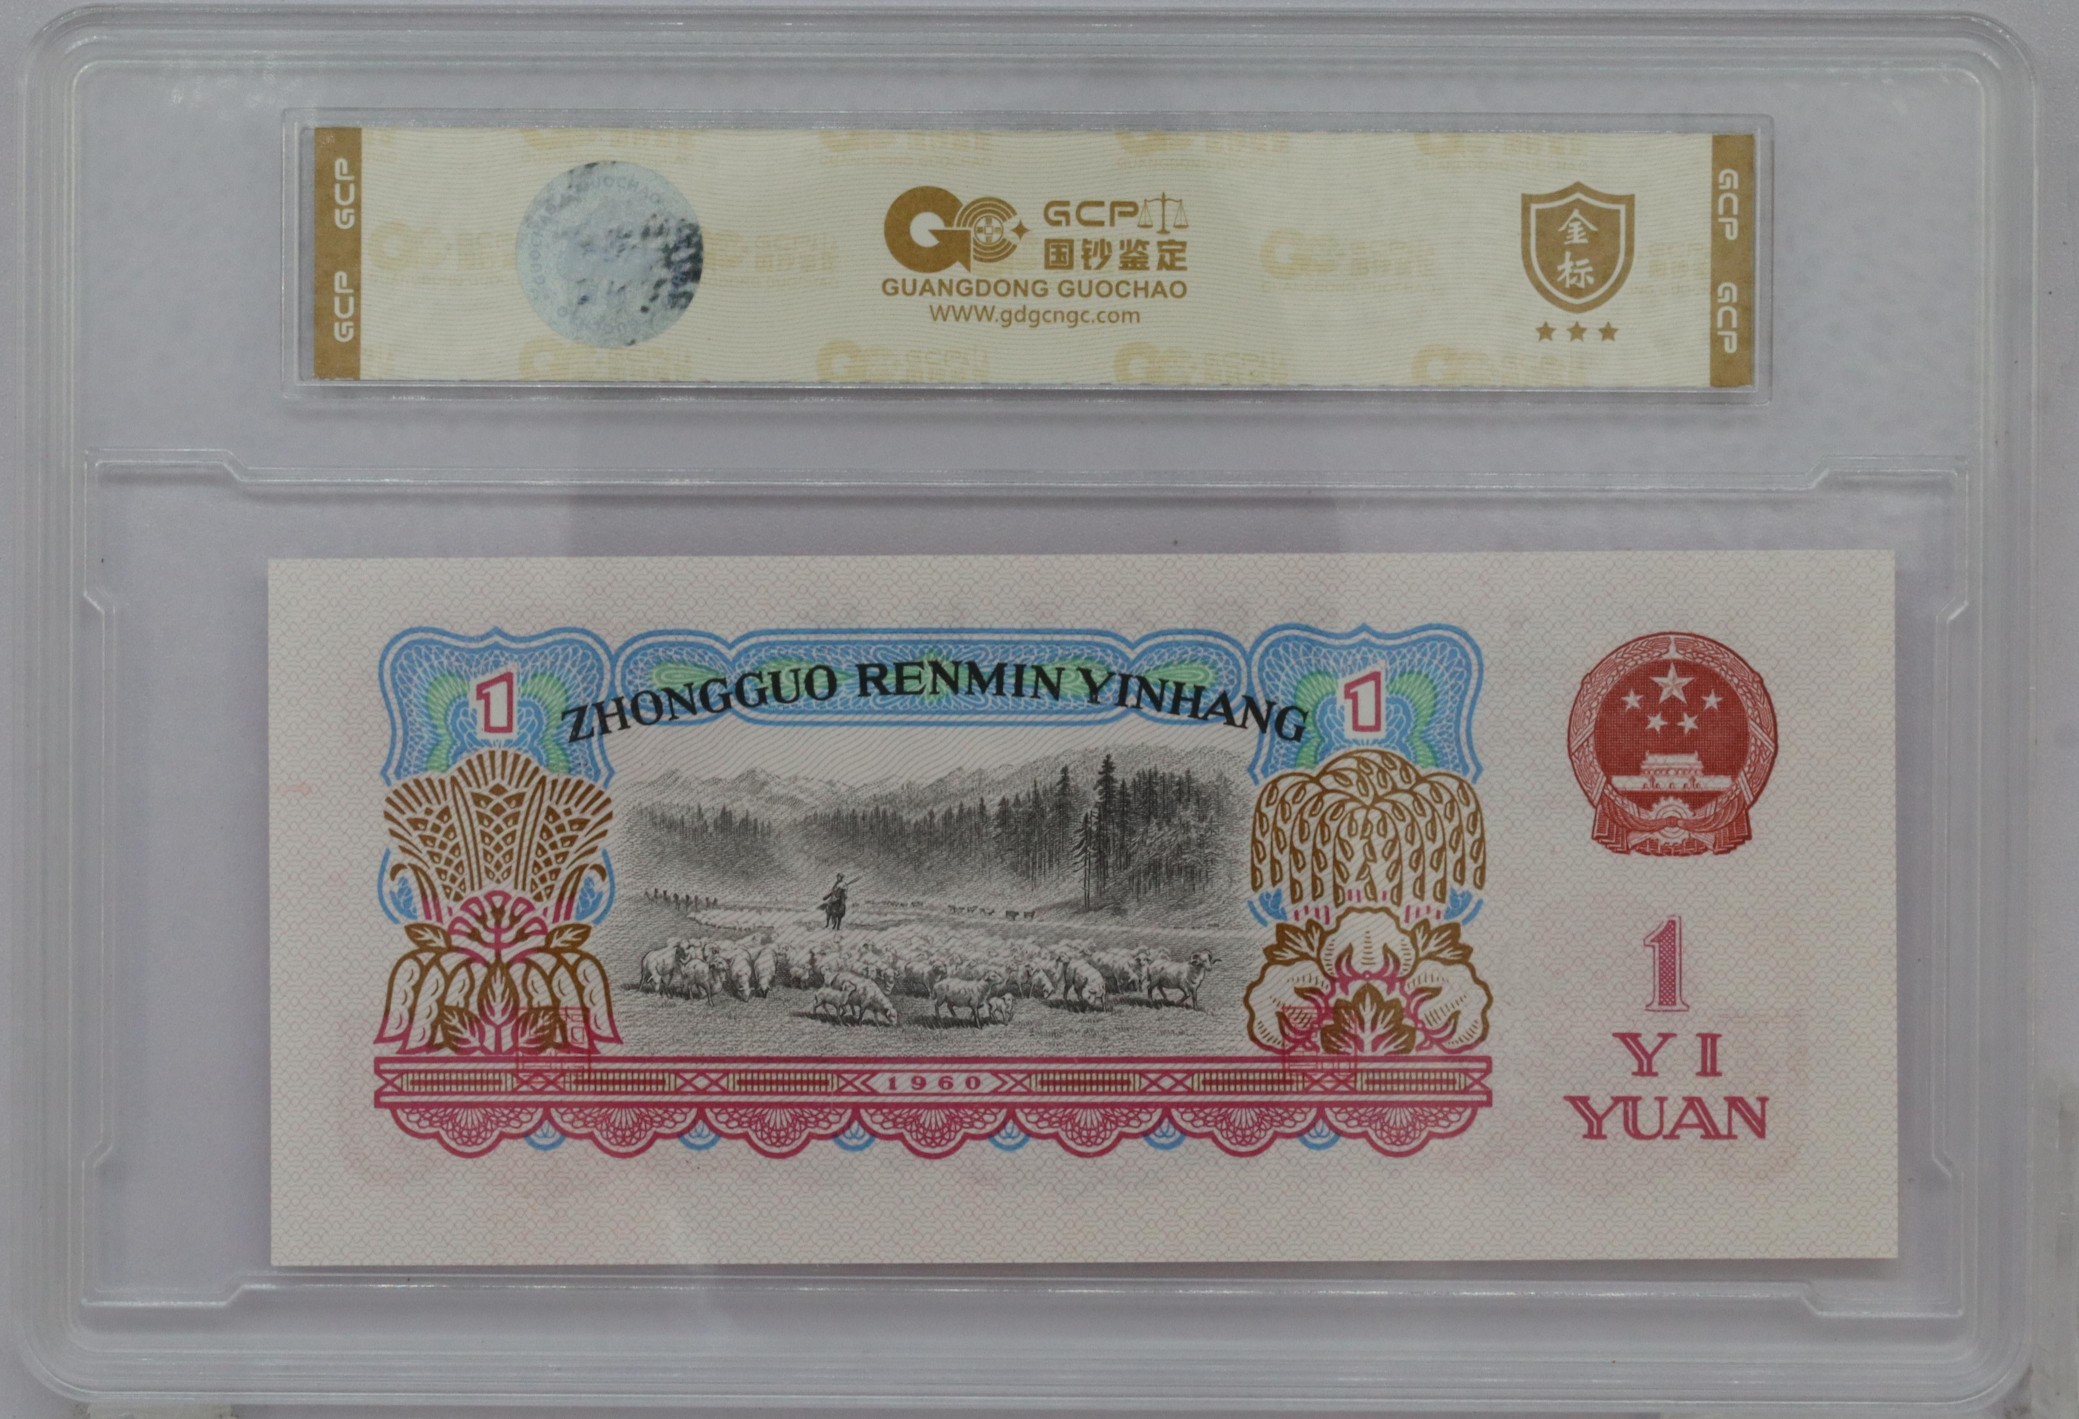 GCP GCP
GCP
国钞鉴定
GUANGDONG GUOCHAO
WWW.gdgcngc.com
金
标
GCP GCP
1
ZHONGGUO RENMIN YINHANG
1
1960
1
YI
YUAN